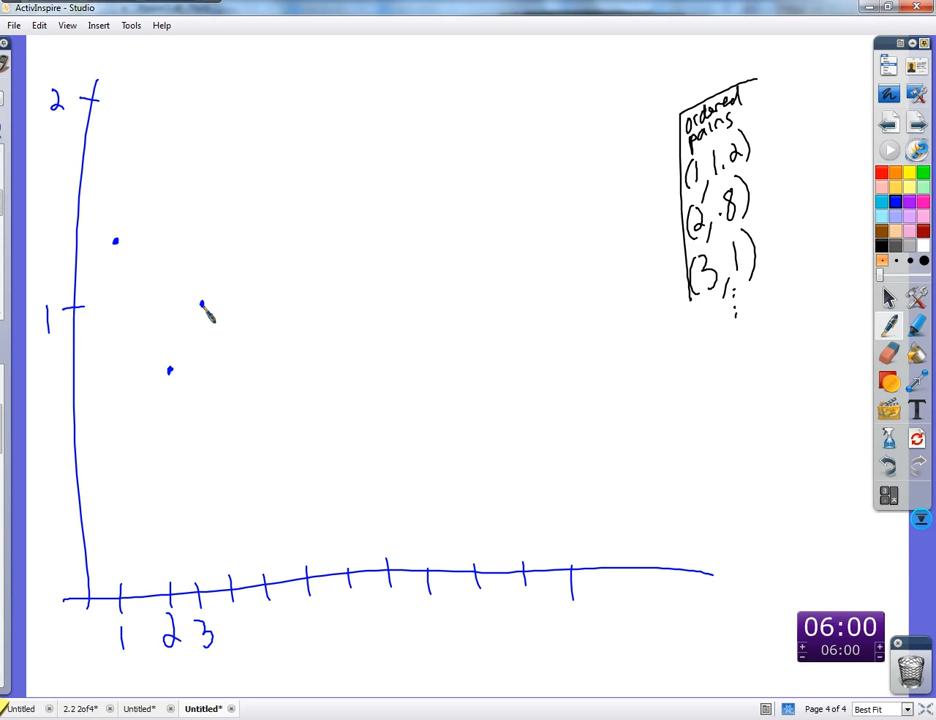 ActivInspire - Studio
File Edit View Insert Tools Help
2
1
1 2 3
ordered
pairs
(1, 1.2)
(2, .8)
(3, 1)
06:00
06:00
Untitled 2.2 2of4* Untitled* Untitled*
Page 4 of 4 Best Fit